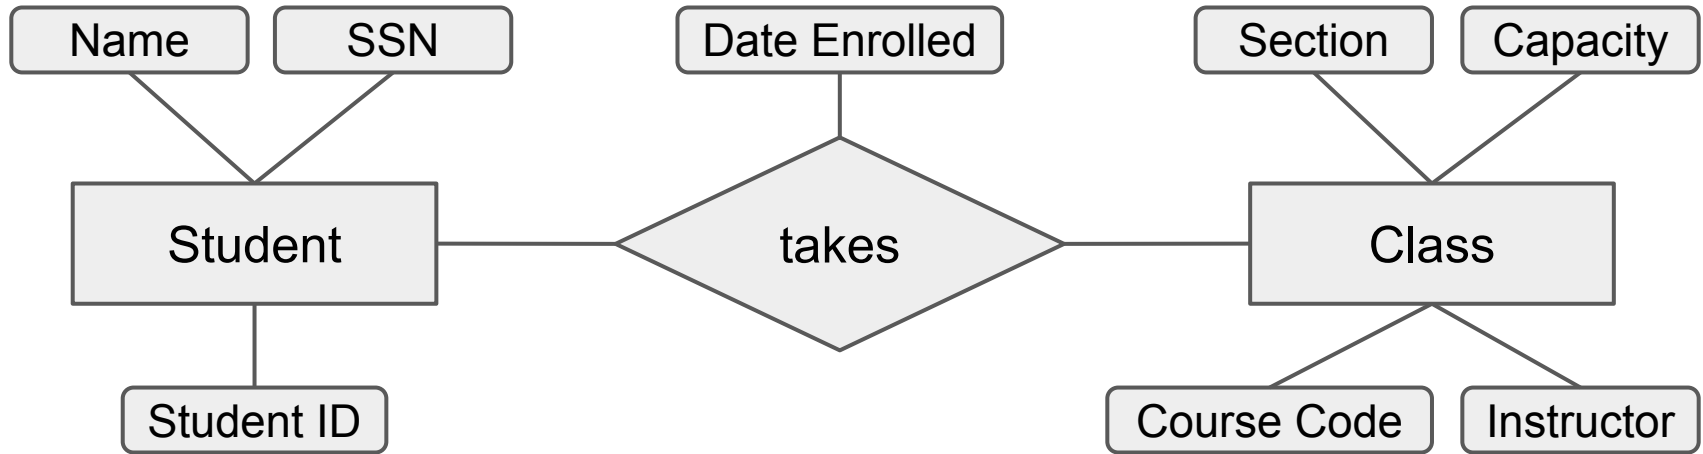 Name
SSN
Date Enrolled
Section
Capacity
Student
takes
Class
Student ID
Course Code
Instructor